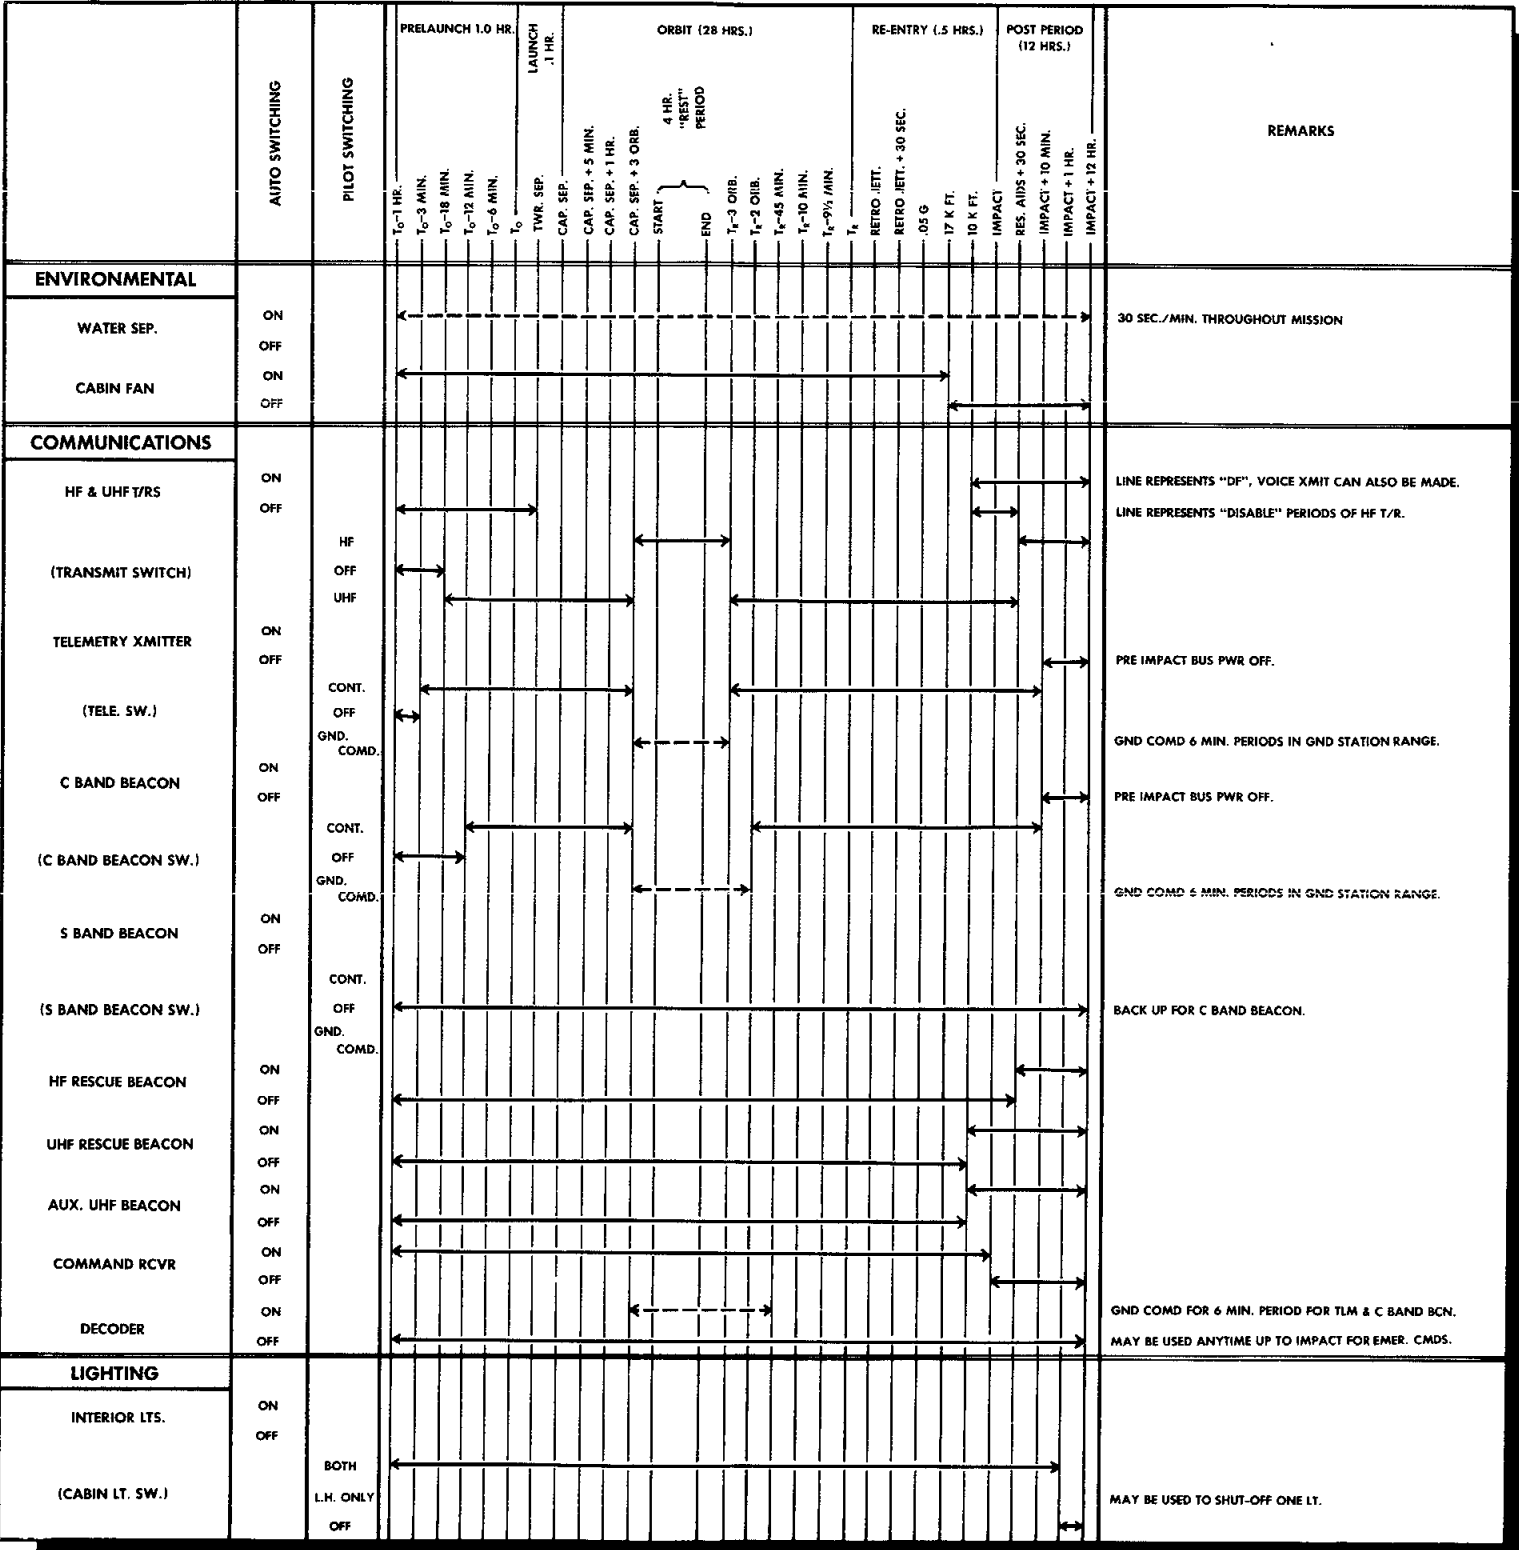 PRELAUNCH 1.0 HR.
LAUNCH
.1 HR.
ORBIT (28 HRS.)
RE-ENTRY (.5 HRS.)
POST PERIOD
(12 HRS.)
AUTO SWITCHING
PILOT SWITCHING
4 HR.
"REST"
PERIOD
REMARKS
T₀-1 HR.
T₀-3 MIN.
T₀-18 MIN.
T₀-12 MIN.
T₀-6 MIN.
T₀
TWR. SEP.
CAP. SEP.
CAP. SEP. + 5 MIN.
CAP. SEP. + 1 HR.
CAP. SEP. + 3 ORB.
START
END
Tᴿ-3 ORB.
Tᴿ-2 ORB.
Tᴿ-45 MIN.
Tᴿ-10 MIN.
Tᴿ-9½ MIN.
Tᴿ
RETRO JETT.
RETRO JETT. + 30 SEC.
.05 G
17 K FT.
10 K FT.
IMPACT
RES. AIDS + 30 SEC.
IMPACT + 10 MIN.
IMPACT + 1 HR.
IMPACT + 12 HR.
ENVIRONMENTAL
WATER SEP.
ON
30 SEC./MIN. THROUGHOUT MISSION
OFF
CABIN FAN
ON
OFF
COMMUNICATIONS
HF & UHF T/RS
ON
LINE REPRESENTS "DF", VOICE XMIT CAN ALSO BE MADE.
OFF
LINE REPRESENTS "DISABLE" PERIODS OF HF T/R.
HF
(TRANSMIT SWITCH)
OFF
UHF
TELEMETRY XMITTER
ON
OFF
PRE IMPACT BUS PWR OFF.
CONT.
(TELE. SW.)
OFF
GND.
COMD.
GND COMD 6 MIN. PERIODS IN GND STATION RANGE.
C BAND BEACON
ON
OFF
PRE IMPACT BUS PWR OFF.
CONT.
(C BAND BEACON SW.)
OFF
GND.
COMD.
GND COMD 6 MIN. PERIODS IN GND STATION RANGE.
S BAND BEACON
ON
OFF
CONT.
(S BAND BEACON SW.)
OFF
BACK UP FOR C BAND BEACON.
GND.
COMD.
HF RESCUE BEACON
ON
OFF
UHF RESCUE BEACON
ON
OFF
AUX. UHF BEACON
ON
OFF
COMMAND RCVR
ON
OFF
DECODER
ON
GND COMD FOR 6 MIN. PERIOD FOR TLM & C BAND BCN.
OFF
MAY BE USED ANYTIME UP TO IMPACT FOR EMER. CMDS.
LIGHTING
INTERIOR LTS.
ON
OFF
BOTH
(CABIN LT. SW.)
L.H. ONLY
MAY BE USED TO SHUT-OFF ONE LT.
OFF